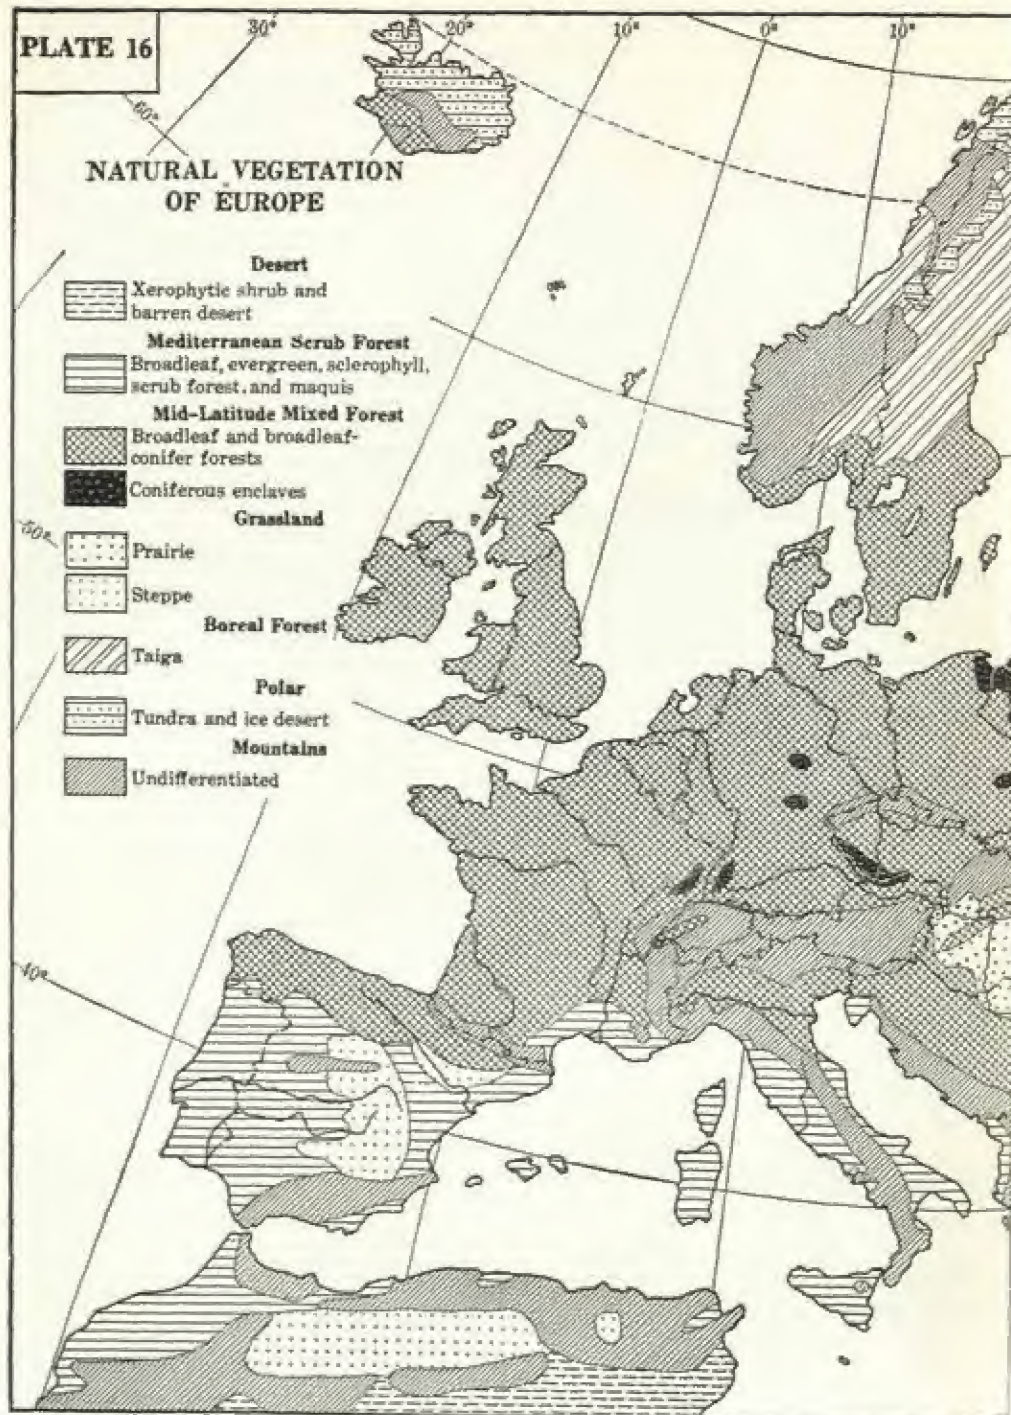 PLATE 16
30°
20°
10°
0°
10°
60°
NATURAL VEGETATION
OF EUROPE
Desert
Xerophytic shrub and
barren desert
Mediterranean Scrub Forest
Broadleaf, evergreen, sclerophyll,
scrub forest, and maquis
Mid-Latitude Mixed Forest
Broadleaf and broadleaf-
conifer forests
Coniferous enclaves
Grassland
50°
Prairie
Steppe
Boreal Forest
Taiga
Polar
Tundra and ice desert
Mountains
Undifferentiated
40°